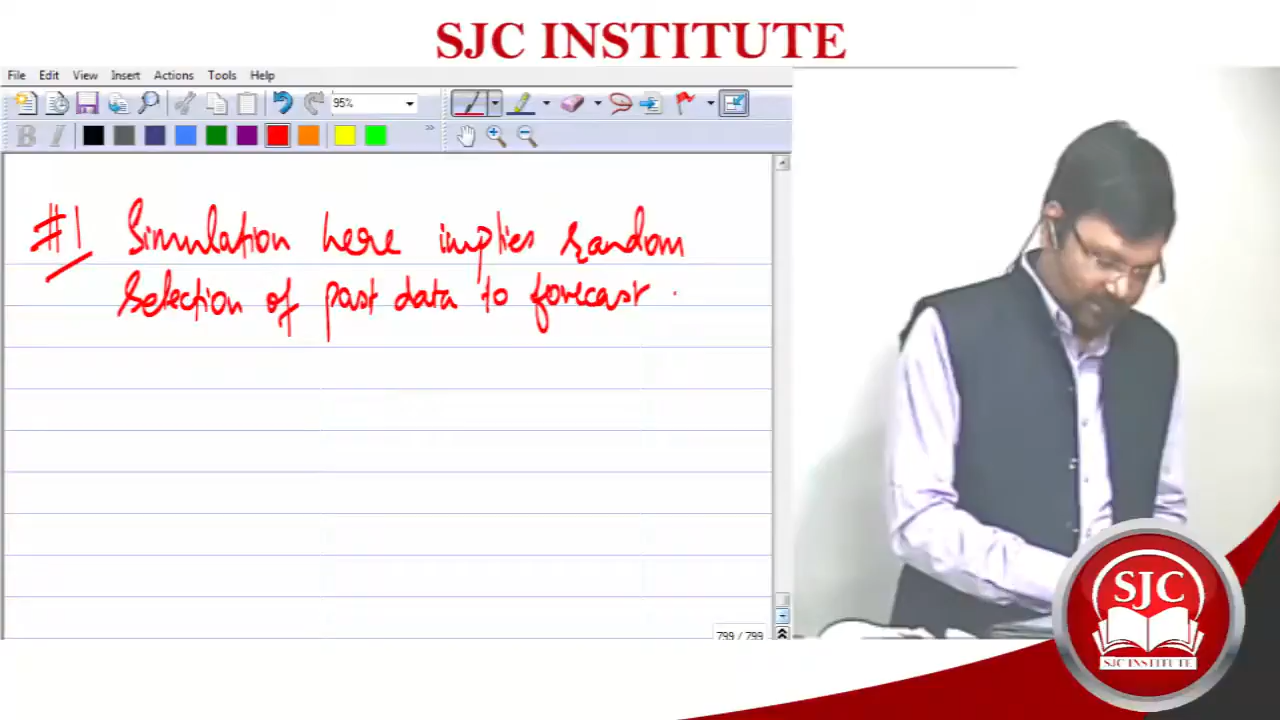 SJC INSTITUTE
File Edit View Insert Actions Tools Help
95%
B I
#1 Simulation here implies random
selection of past data to forecast .
799 / 799
SJC
SJC INSTITUTE